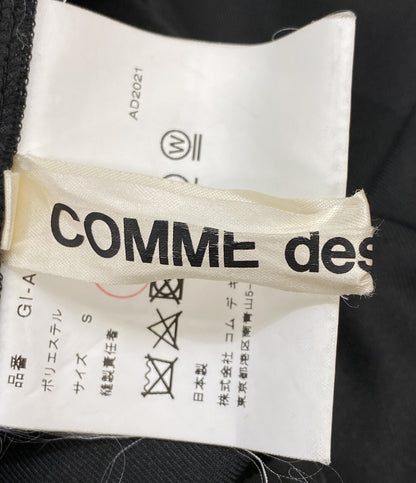 COMME des
AD2021
品番 GI-A
ポリエステル
サイズ S
縫製責任者
日本製
株式会社 コム デ
東京都港区南青山5-